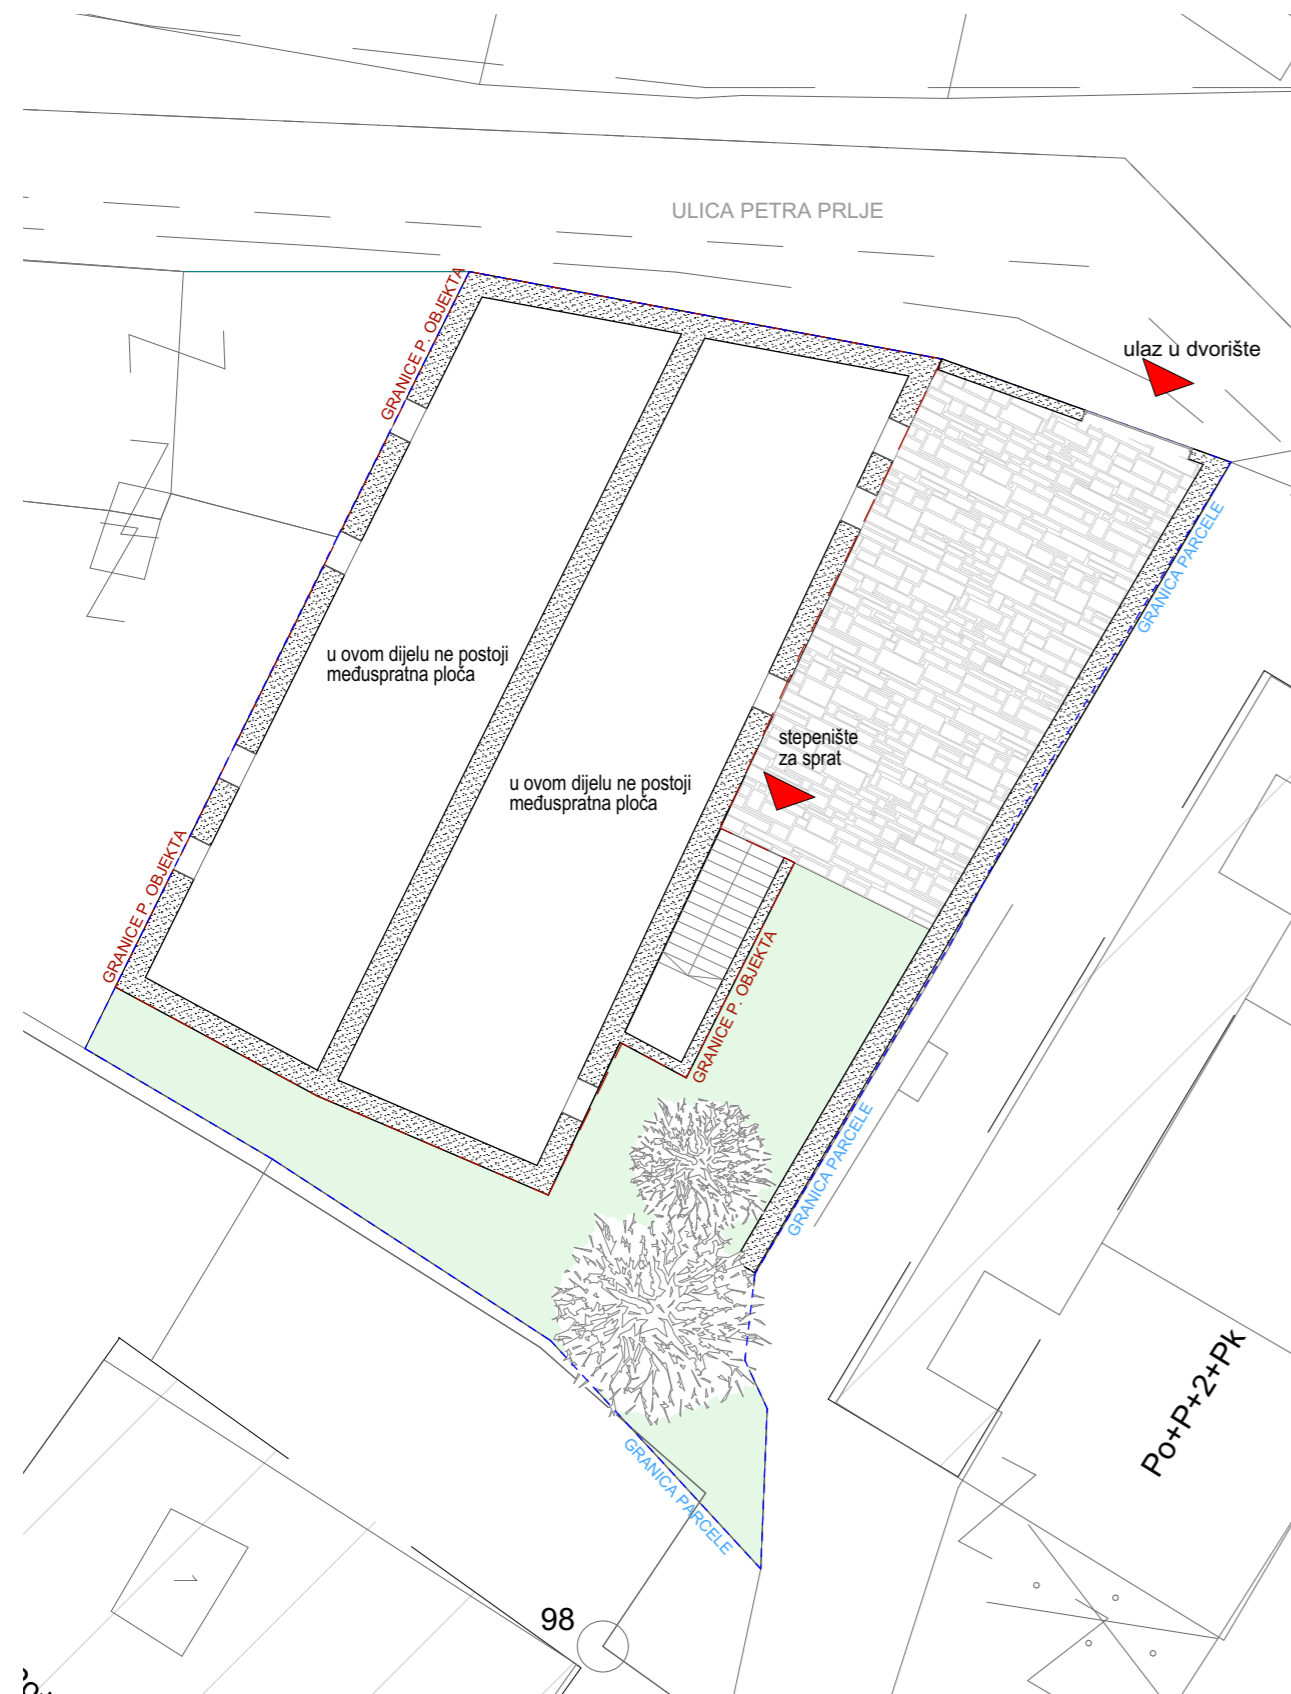 ULICA PETRA PRLJE
ulaz u dvorište
GRANICE P. OBJEKTA
GRANICA PARCELE
u ovom dijelu ne postoji
međuspratna ploča
stepenište
za sprat
u ovom dijelu ne postoji
međuspratna ploča
GRANICE P. OBJEKTA
GRANICE P. OBJEKTA
GRANICA PARCELE
Po+P+2+Pk
GRANICA PARCELE
98